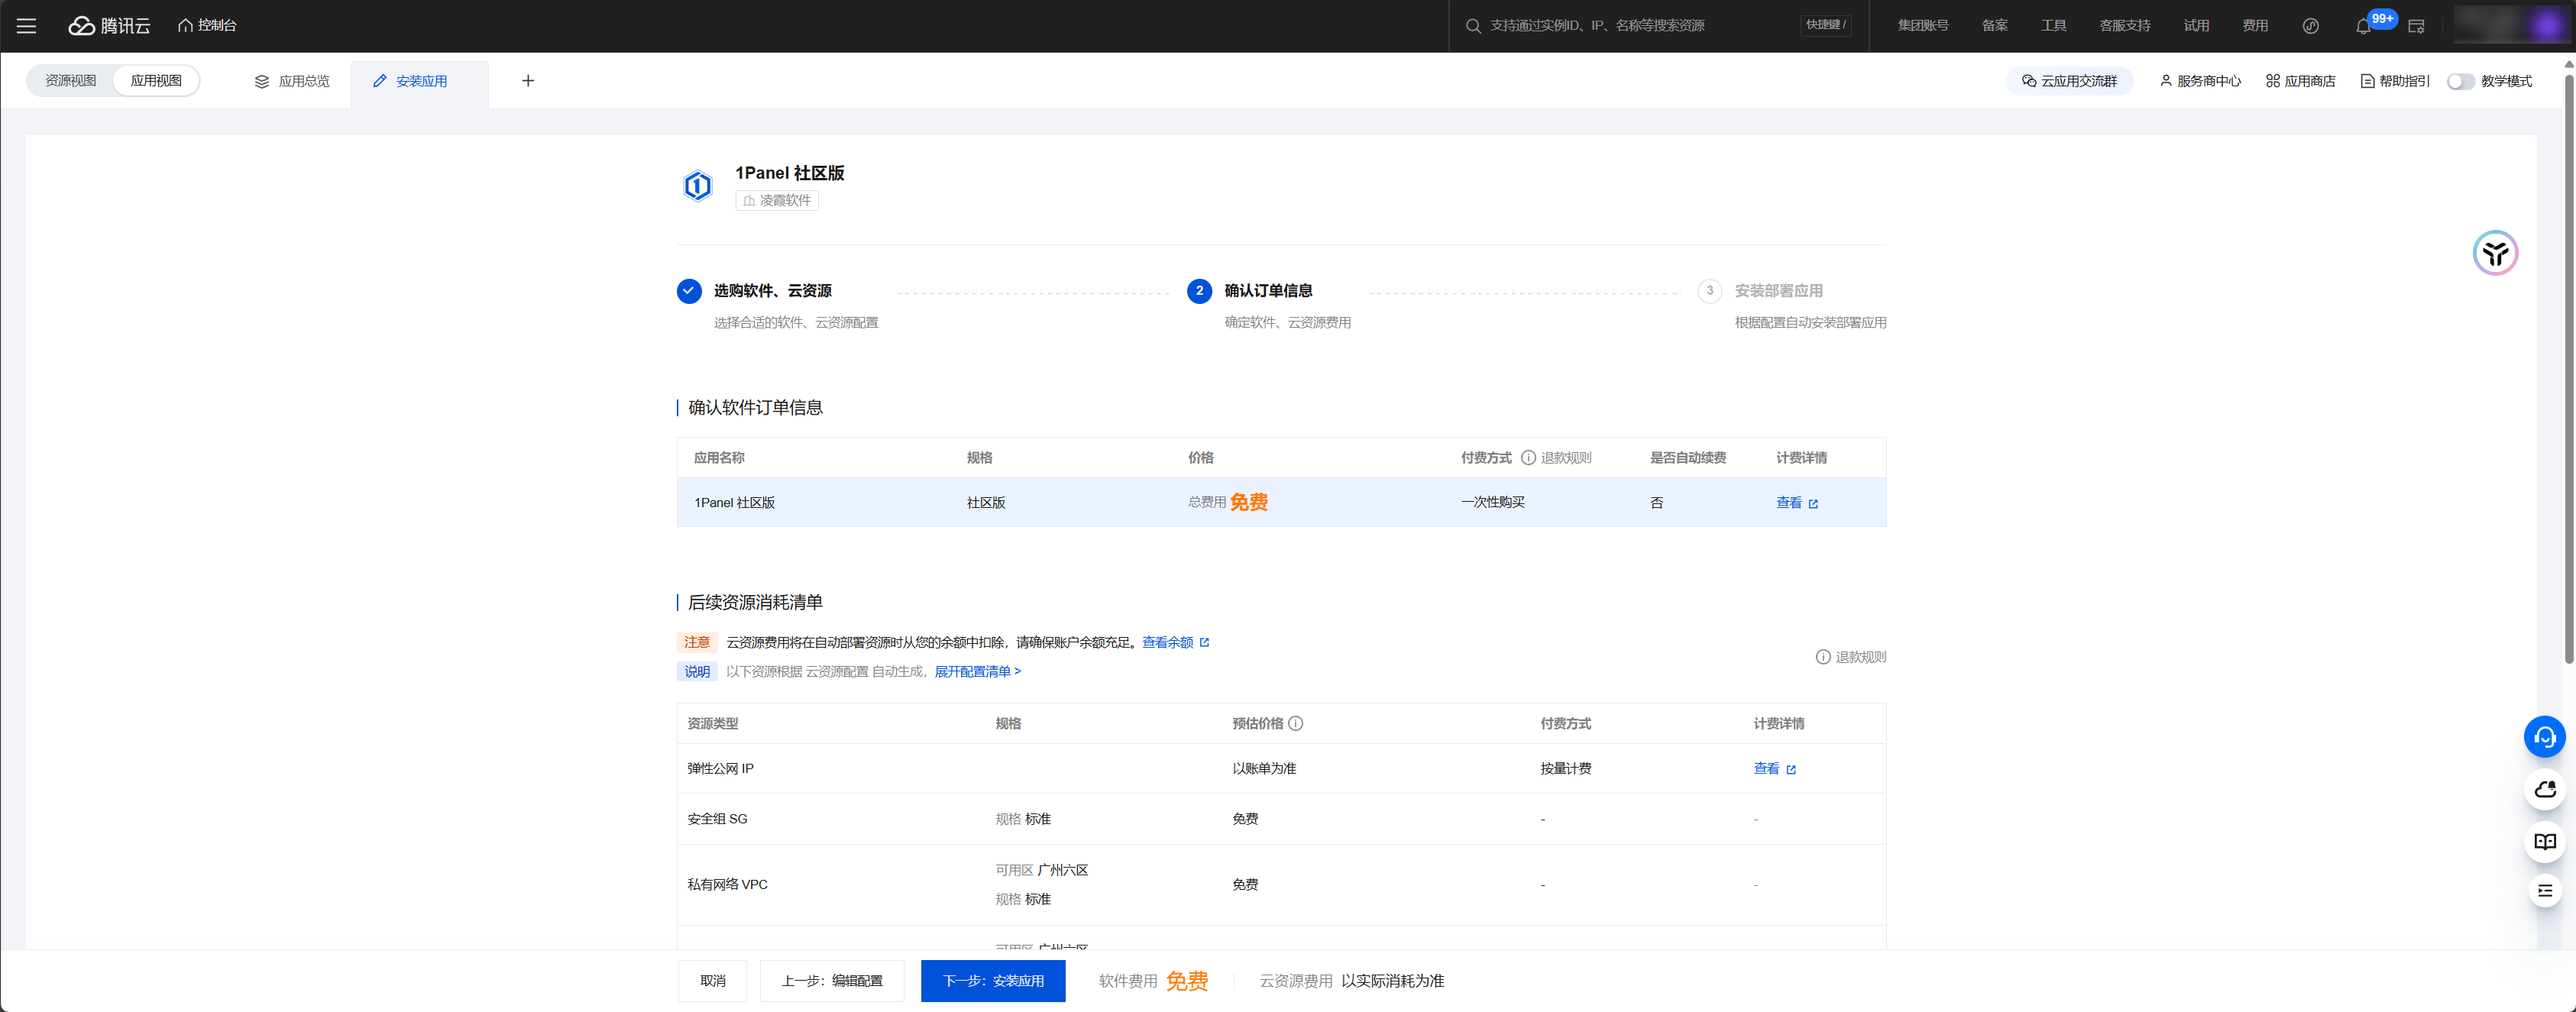 腾讯云 控制台 支持通过实例ID、IP、名称等搜索资源 快捷键 / 集团账号 备案 工具 客服支持 试用 费用 99+
资源视图 应用视图 应用总览 安装应用 云应用交流群 服务商中心 应用商店 帮助指引 教学模式
1Panel 社区版
凌霞软件
选购软件、云资源 2 确认订单信息 3 安装部署应用
选择合适的软件、云资源配置 确定软件、云资源费用 根据配置自动安装部署应用
确认软件订单信息
应用名称 规格 价格 付费方式 退款规则 是否自动续费 计费详情
1Panel 社区版 社区版 总费用 免费 一次性购买 否 查看
后续资源消耗清单
注意 云资源费用将在自动部署资源时从您的余额中扣除，请确保账户余额充足。查看余额
退款规则
说明 以下资源根据 云资源配置 自动生成，展开配置清单 >
资源类型 规格 预估价格 付费方式 计费详情
弹性公网 IP 以账单为准 按量计费 查看
安全组 SG 规格 标准 免费 - -
私有网络 VPC 可用区 广州六区 免费 - -
规格 标准
可用区 广州六区
取消 上一步：编辑配置 下一步：安装应用 软件费用 免费 云资源费用 以实际消耗为准